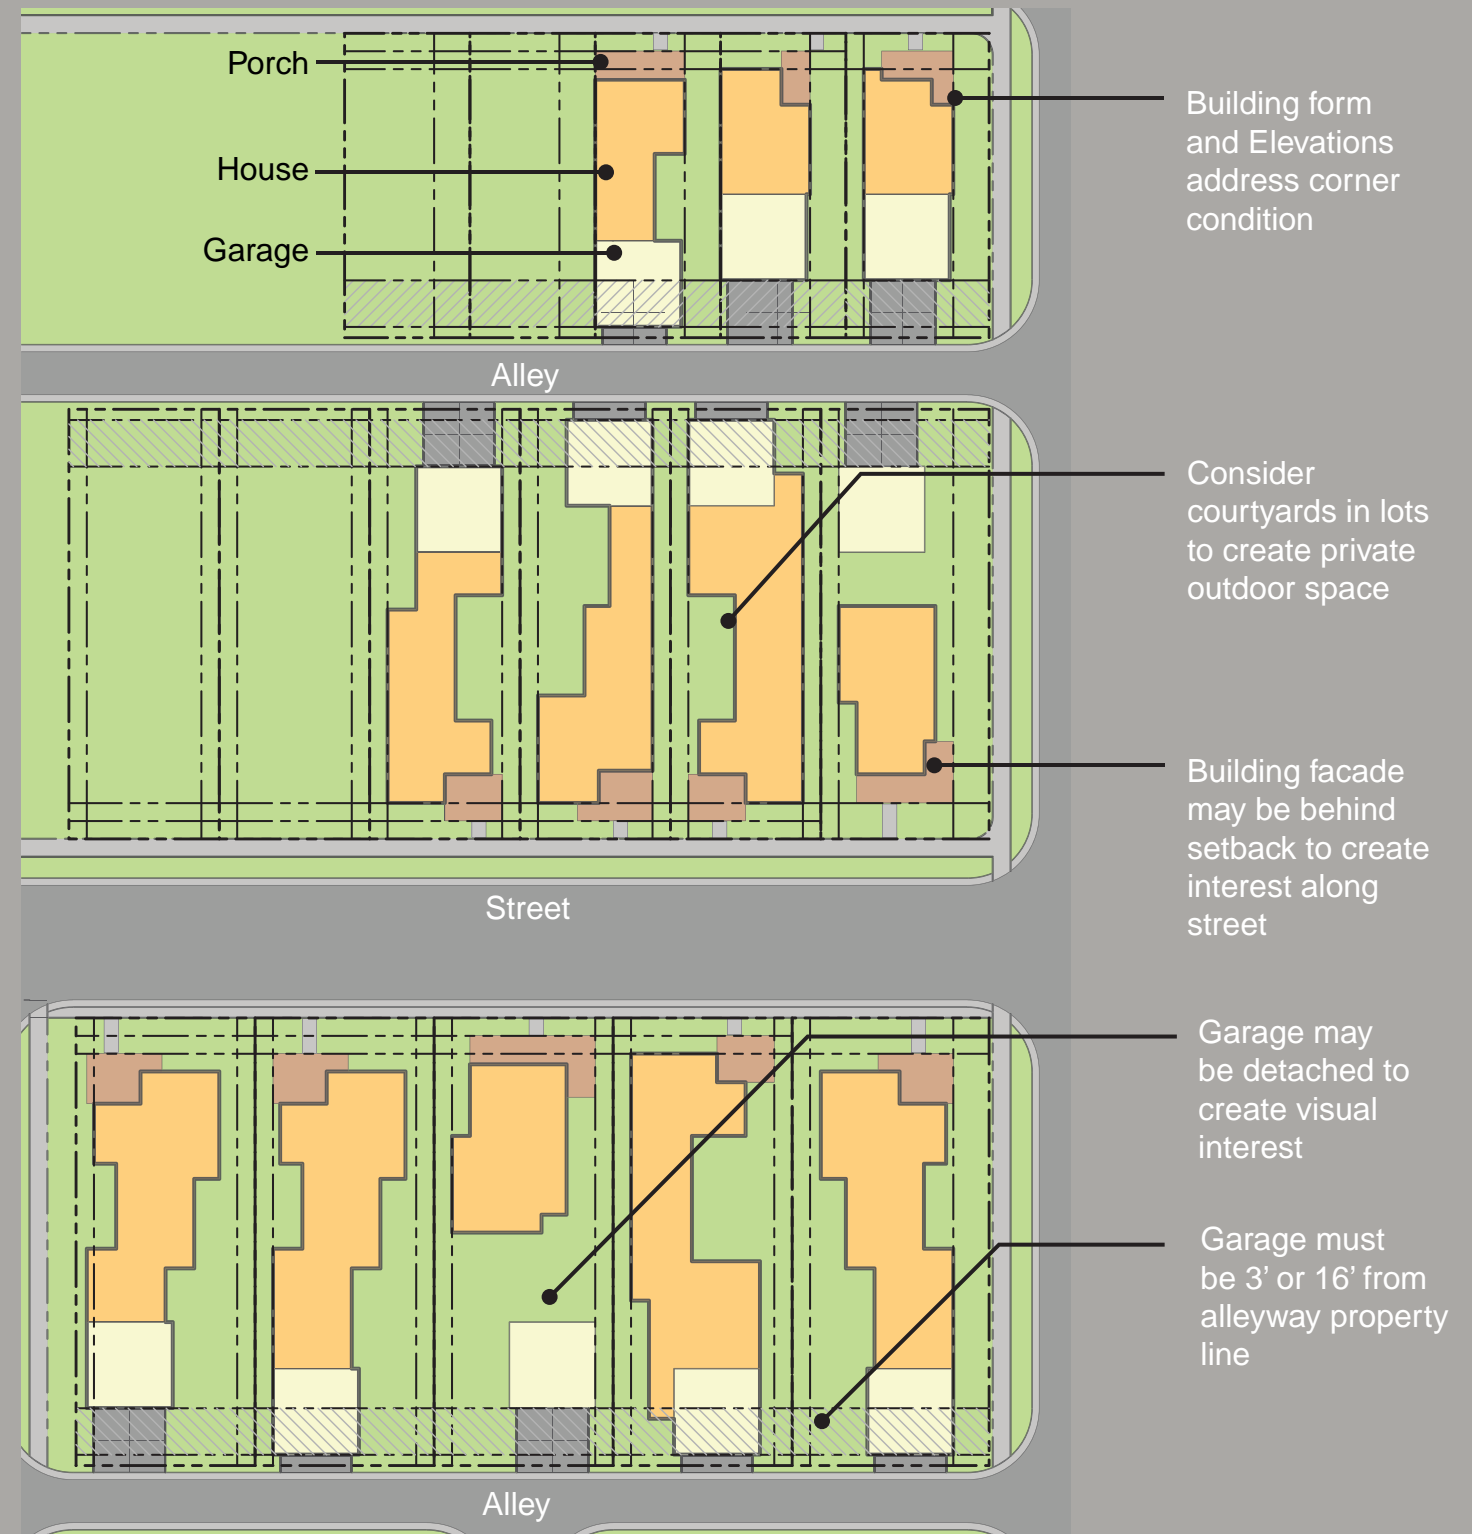 Porch
House
Garage
Building form
and Elevations
address corner
condition
Alley
Consider
courtyards in lots
to create private
outdoor space
Building facade
may be behind
setback to create
interest along
street
Street
Garage may
be detached to
create visual
interest
Garage must
be 3’ or 16’ from
alleyway property
line
Alley